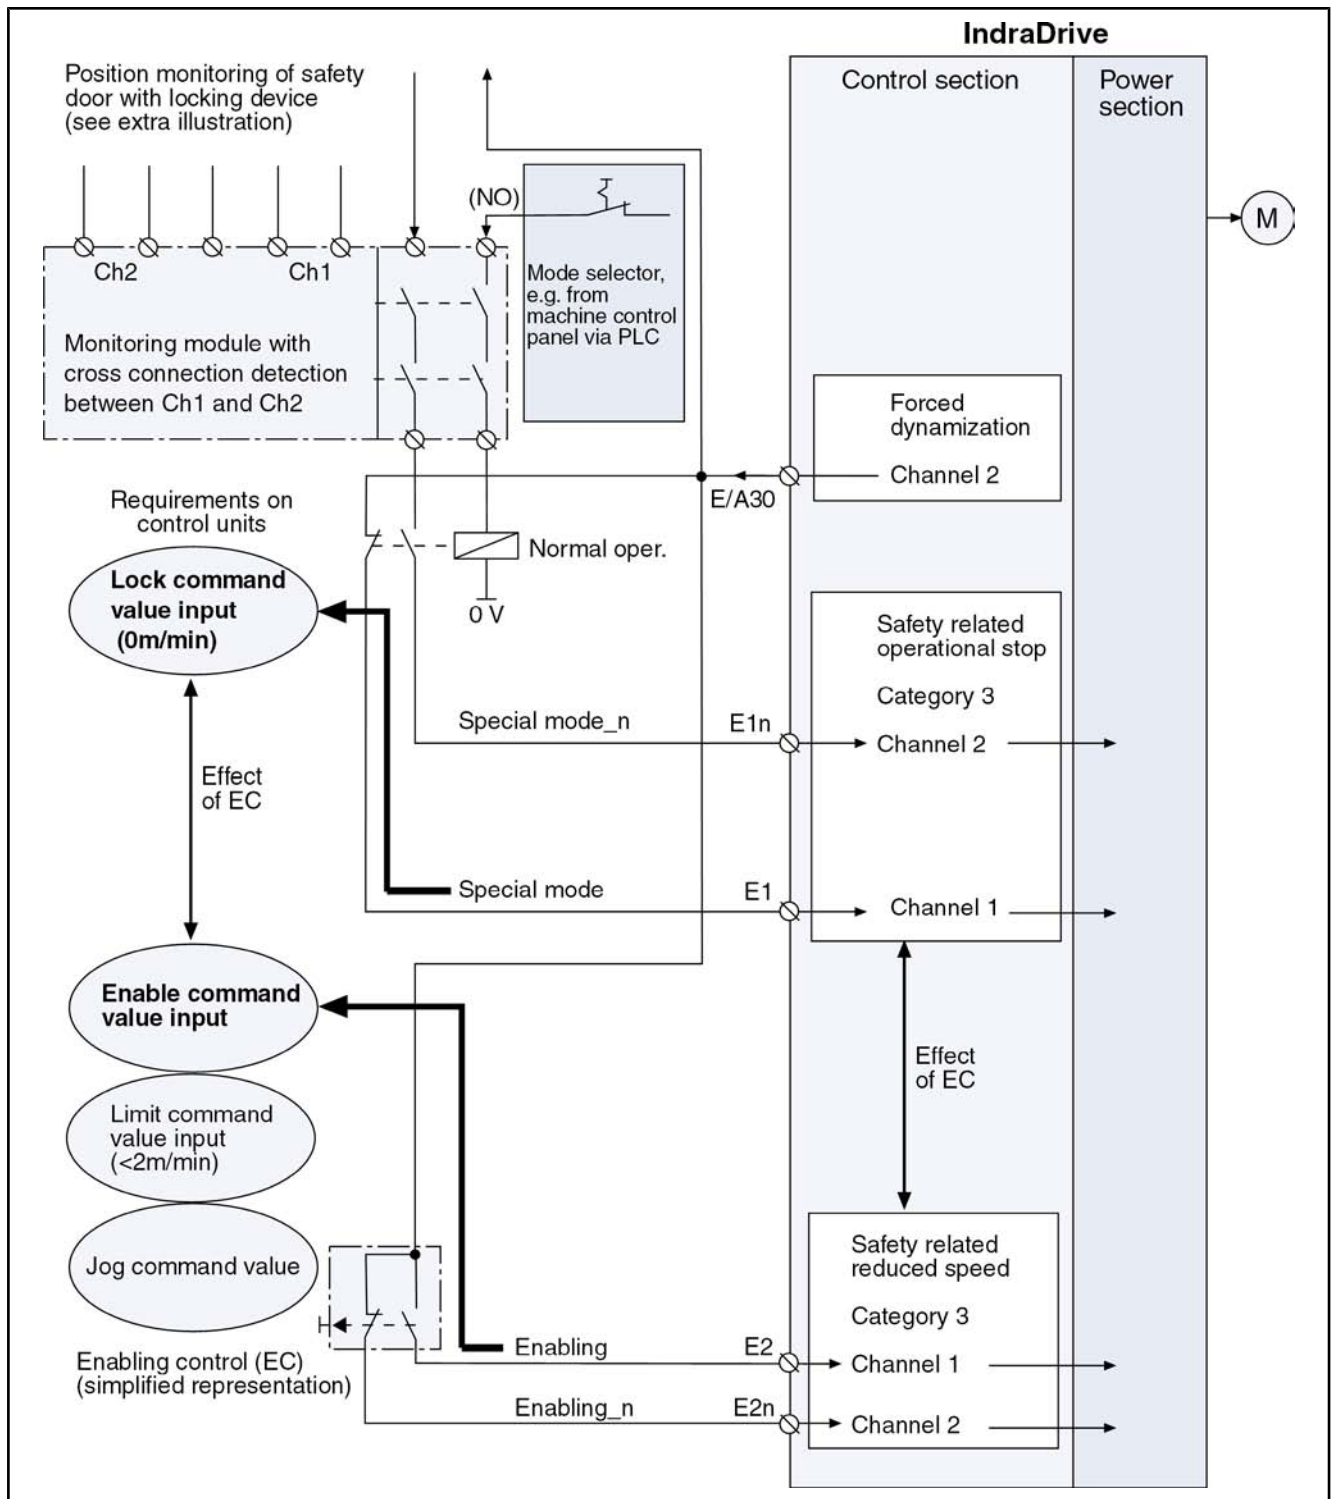 IndraDrive
Position monitoring of safety
door with locking device
(see extra illustration)
Control section
Power
section
(NO)
M
Ch2
Ch1
Mode selector,
e.g. from
machine control
panel via PLC
Monitoring module with
cross connection detection
between Ch1 and Ch2
Forced
dynamization
Channel 2
E/A30
Requirements on
control units
Normal oper.
0 V
Lock command
value input
(0m/min)
Safety related
operational stop
Category 3
Special mode_n
E1n
Channel 2
Effect
of EC
Special mode
E1
Channel 1
Enable command
value input
Effect
of EC
Limit command
value input
(<2m/min)
Jog command value
Safety related
reduced speed
Category 3
Enabling
E2
Channel 1
Enabling control (EC)
(simplified representation)
Enabling_n
E2n
Channel 2